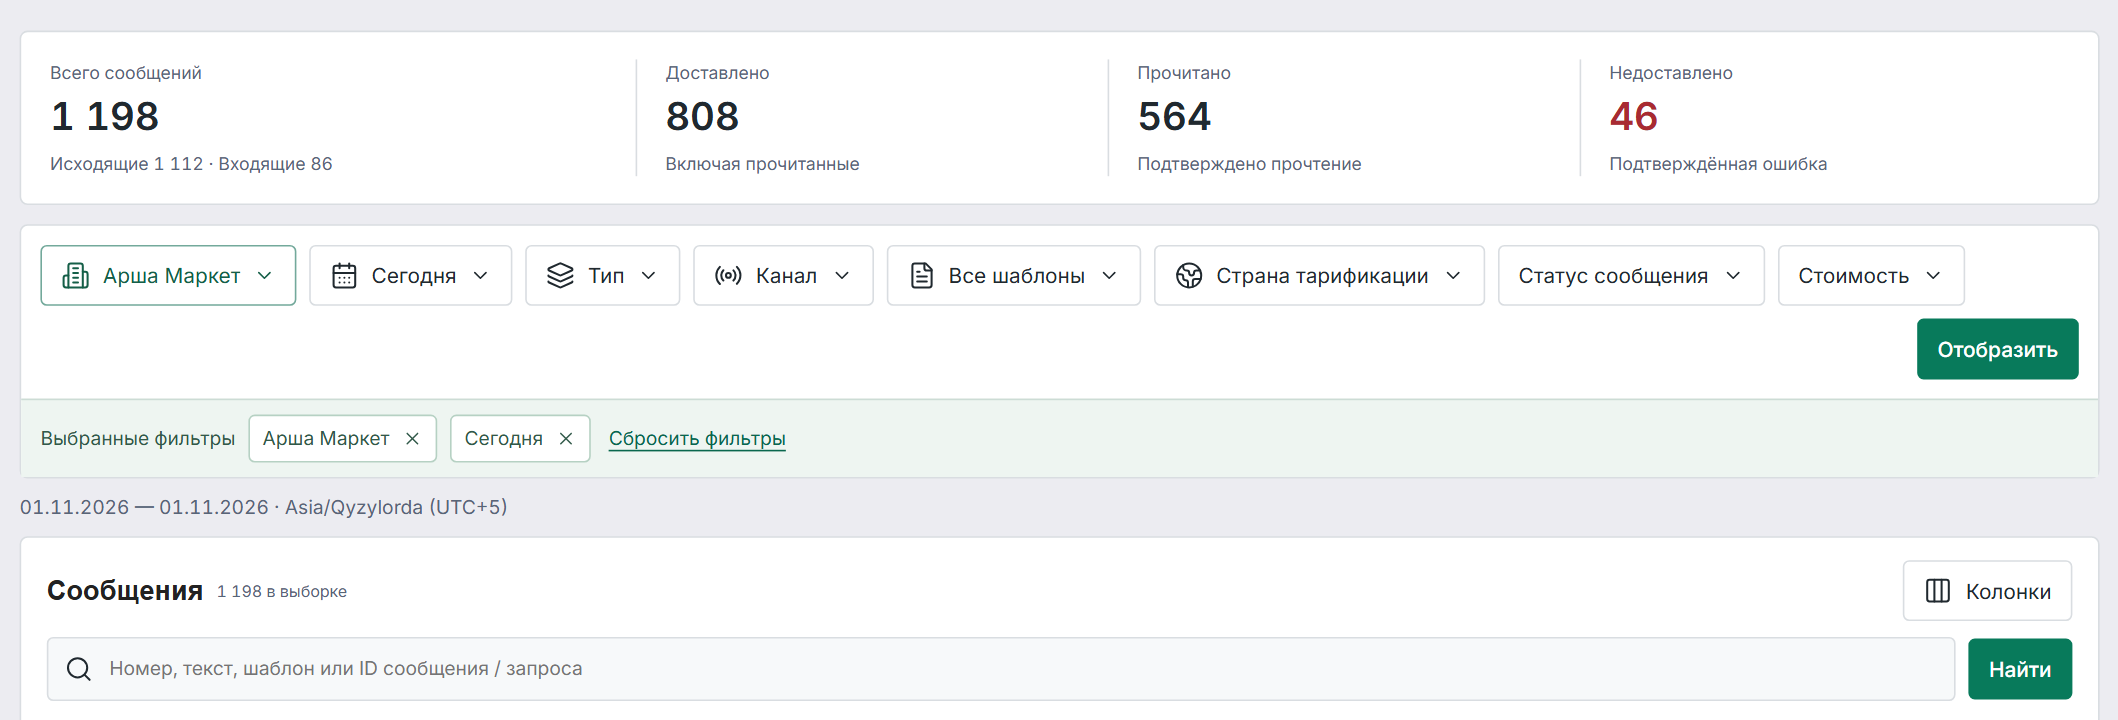 Всего сообщений
1 198
Исходящие 1 112 · Входящие 86
Доставлено
808
Включая прочитанные
Прочитано
564
Подтверждено прочтение
Недоставлено
46
Подтверждённая ошибка
Арша Маркет
Сегодня
Тип
Канал
Все шаблоны
Страна тарификации
Статус сообщения
Стоимость
Отобразить
Выбранные фильтры
Арша Маркет
Сегодня
Сбросить фильтры
01.11.2026 — 01.11.2026 · Asia/Qyzylorda (UTC+5)
Сообщения 1 198 в выборке
Колонки
Номер, текст, шаблон или ID сообщения / запроса
Найти